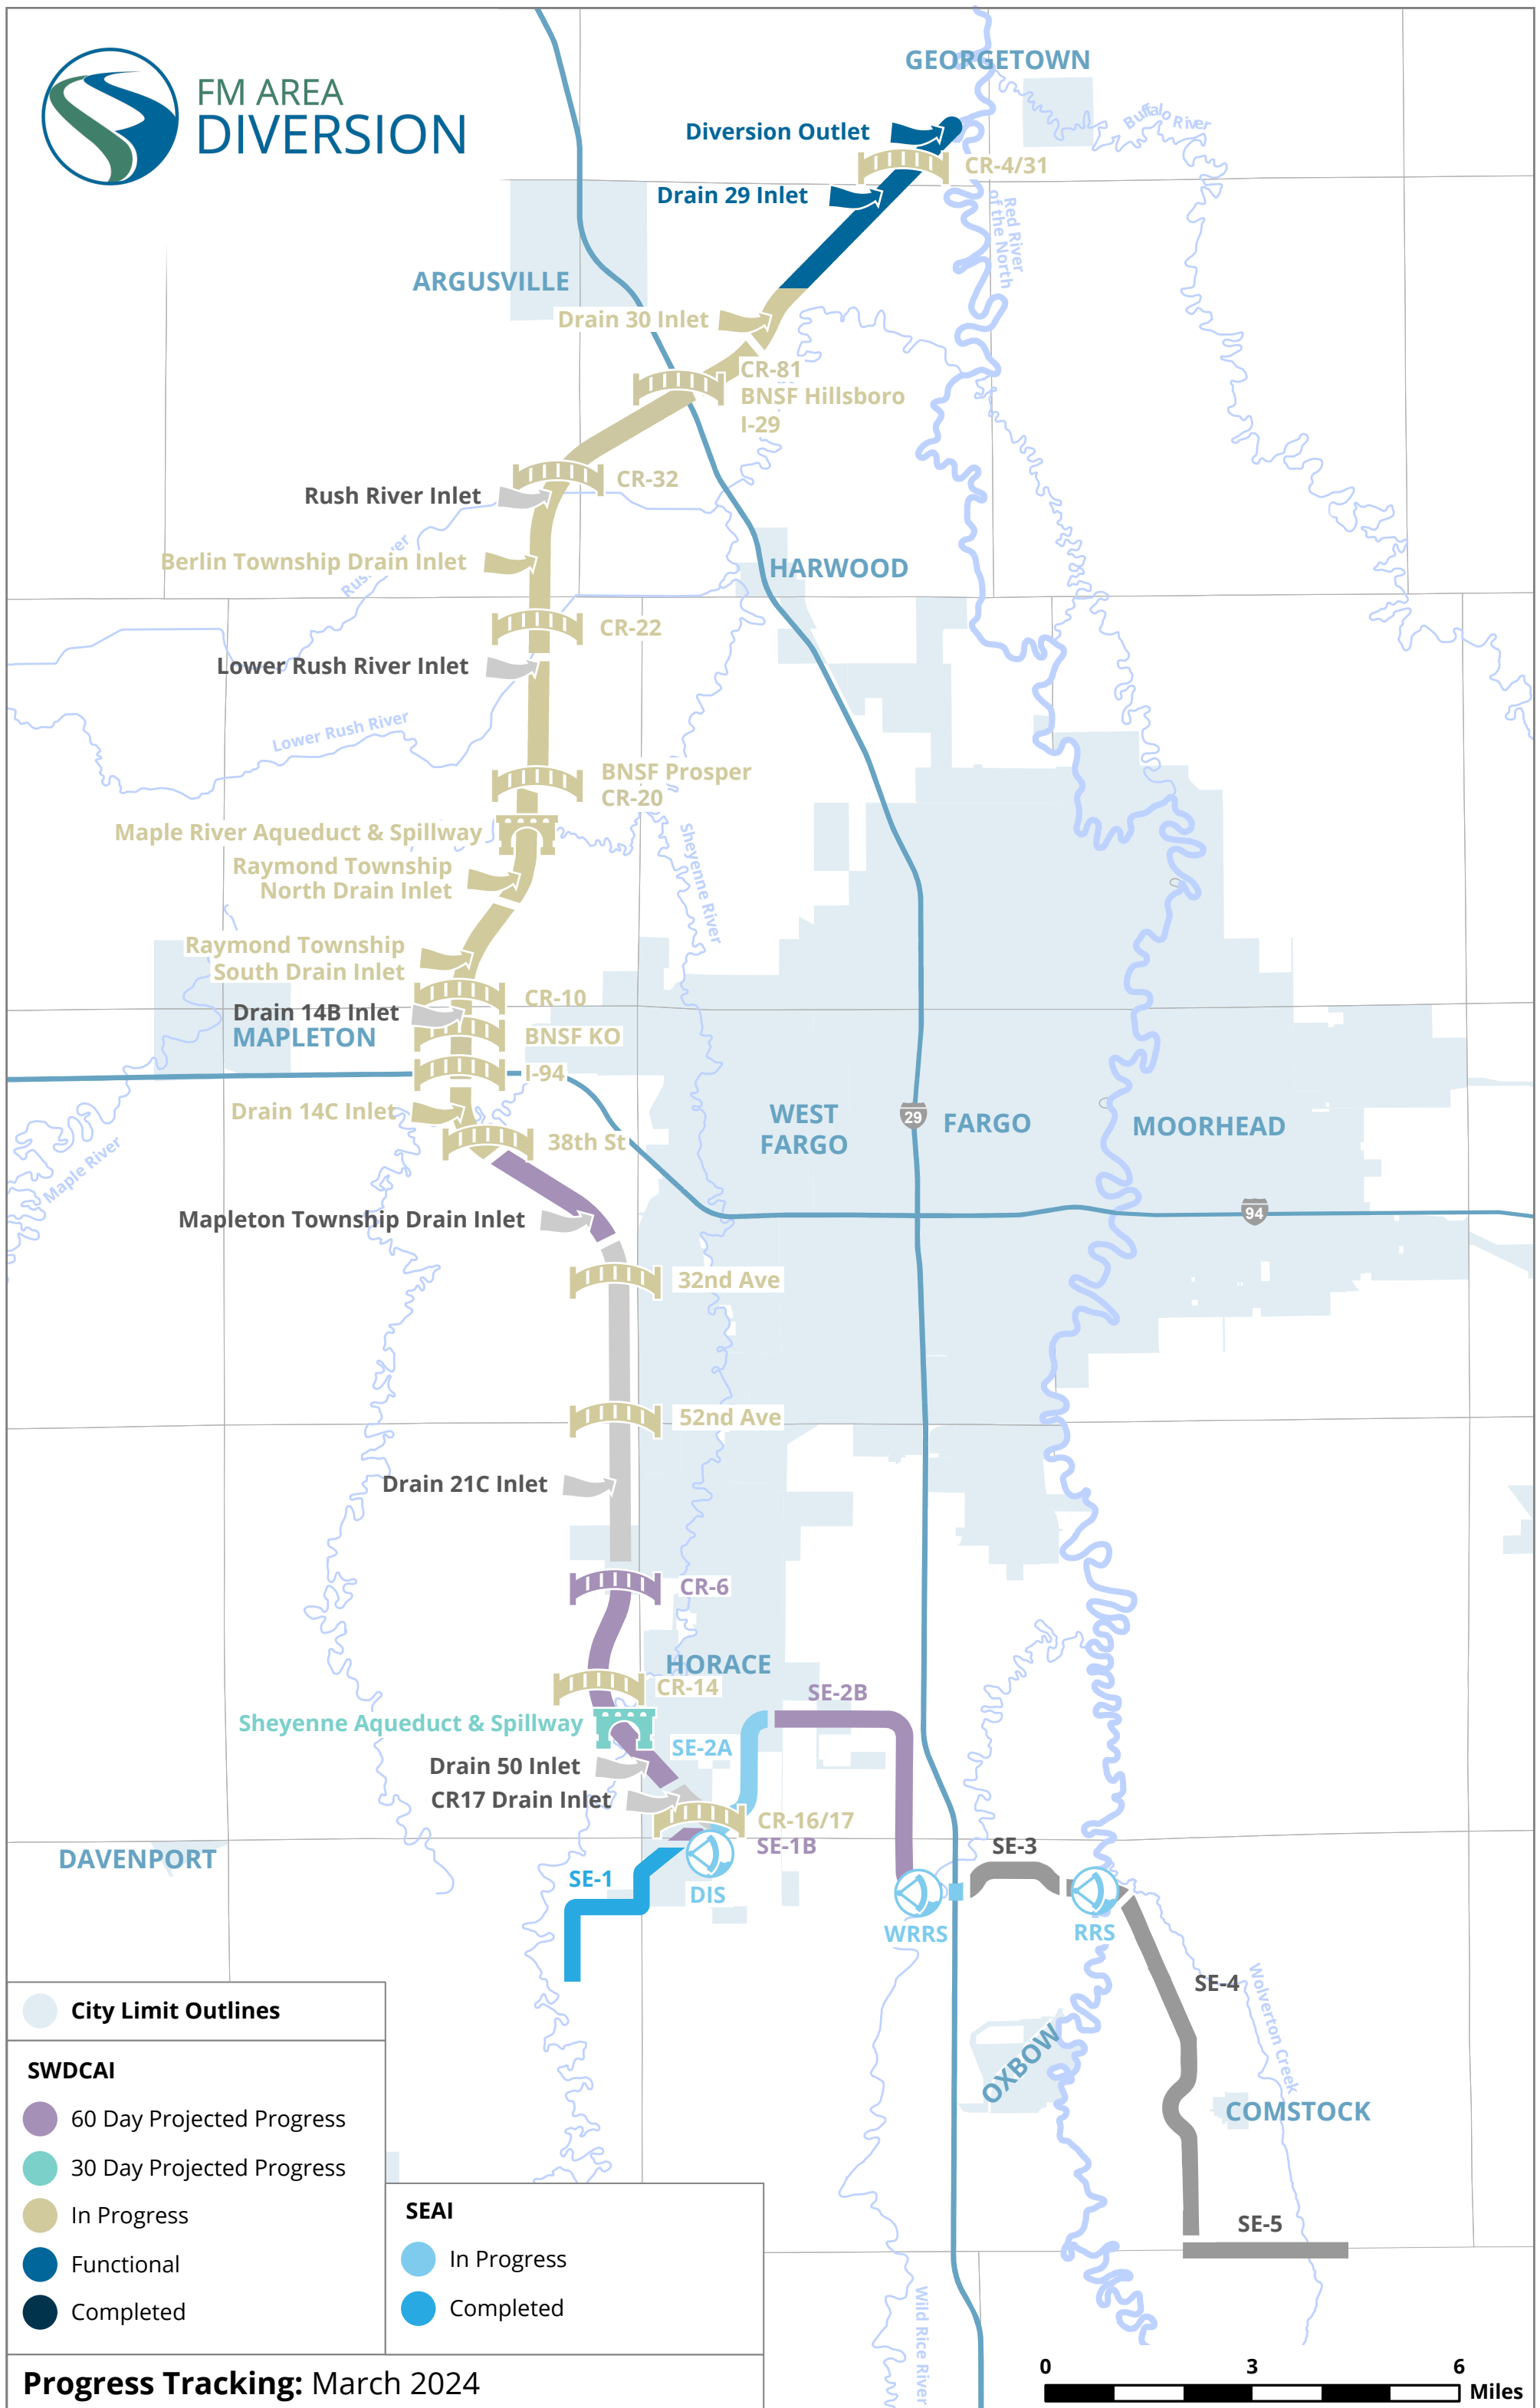 FM AREA
DIVERSION
GEORGETOWN
Buffalo River
Diversion Outlet
CR-4/31
Drain 29 Inlet
Red River
of the North
ARGUSVILLE
Drain 30 Inlet
CR-81
BNSF Hillsboro
I-29
CR-32
Rush River Inlet
Berlin Township Drain Inlet
HARWOOD
CR-22
Lower Rush River Inlet
Lower Rush River
BNSF Prosper
CR-20
Maple River Aqueduct & Spillway
Sheyenne River
Raymond Township
North Drain Inlet
Raymond Township
South Drain Inlet
CR-10
Drain 14B Inlet
MAPLETON
BNSF KO
I-94
Drain 14C Inlet
38th St
Maple River
WEST
FARGO
29
FARGO
MOORHEAD
94
Mapleton Township Drain Inlet
32nd Ave
52nd Ave
Drain 21C Inlet
CR-6
HORACE
CR-14
SE-2B
Sheyenne Aqueduct & Spillway
SE-2A
Drain 50 Inlet
CR17 Drain Inlet
CR-16/17
SE-1B
DAVENPORT
SE-1
DIS
SE-3
WRRS
RRS
SE-4
Wolverton Creek
OXBOW
COMSTOCK
SE-5
Wild Rice River
City Limit Outlines
SWDCAI
60 Day Projected Progress
30 Day Projected Progress
In Progress
Functional
Completed
SEAI
In Progress
Completed
Progress Tracking: March 2024
0 3 6
Miles